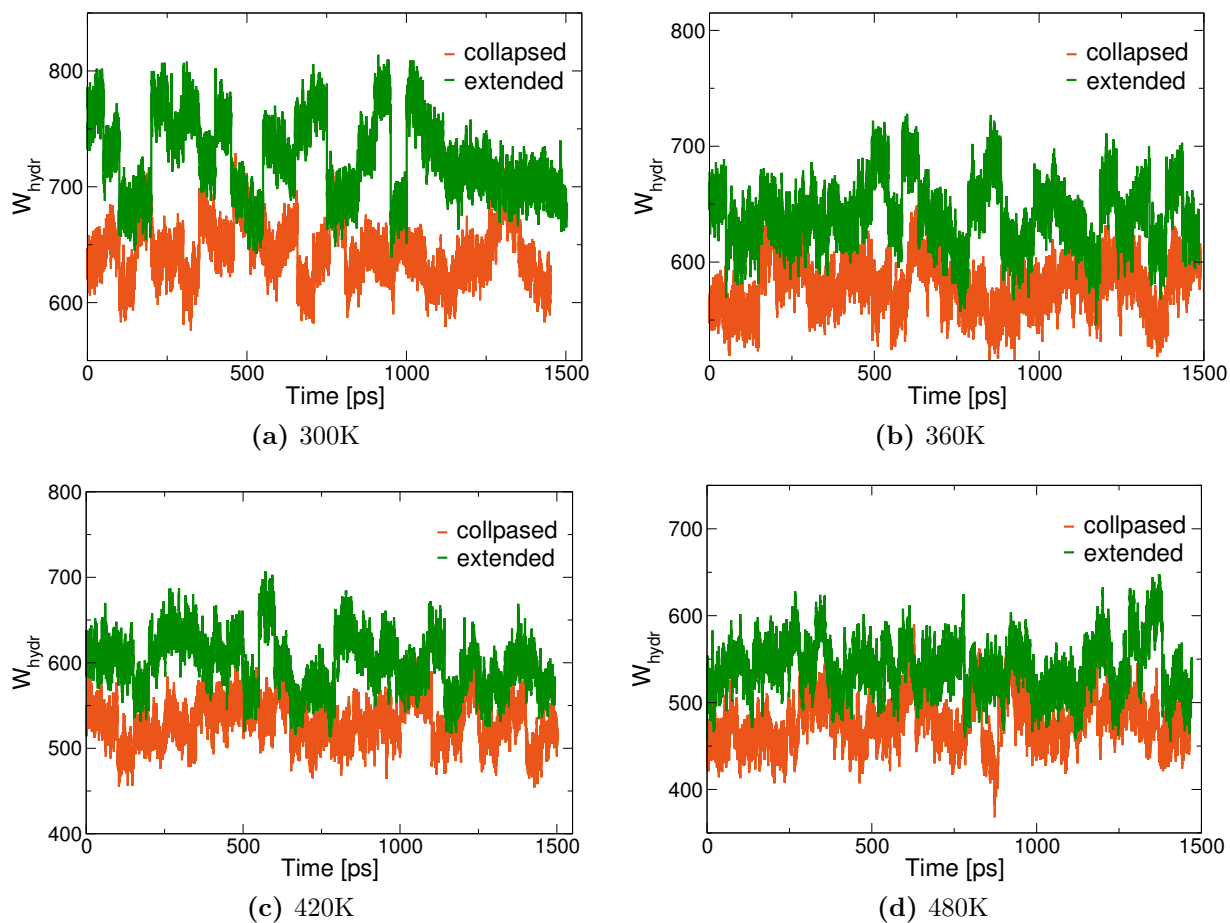 800
700
600
W_hydr
collapsed
extended
0 500 1000 1500
Time [ps]
(a) 300K
800
700
600
W_hydr
collapsed
extended
0 500 1000 1500
Time [ps]
(b) 360K
800
700
600
500
400
W_hydr
collpased
extended
0 500 1000 1500
Time [ps]
(c) 420K
700
600
500
400
W_hydr
collpased
extended
0 500 1000 1500
Time [ps]
(d) 480K